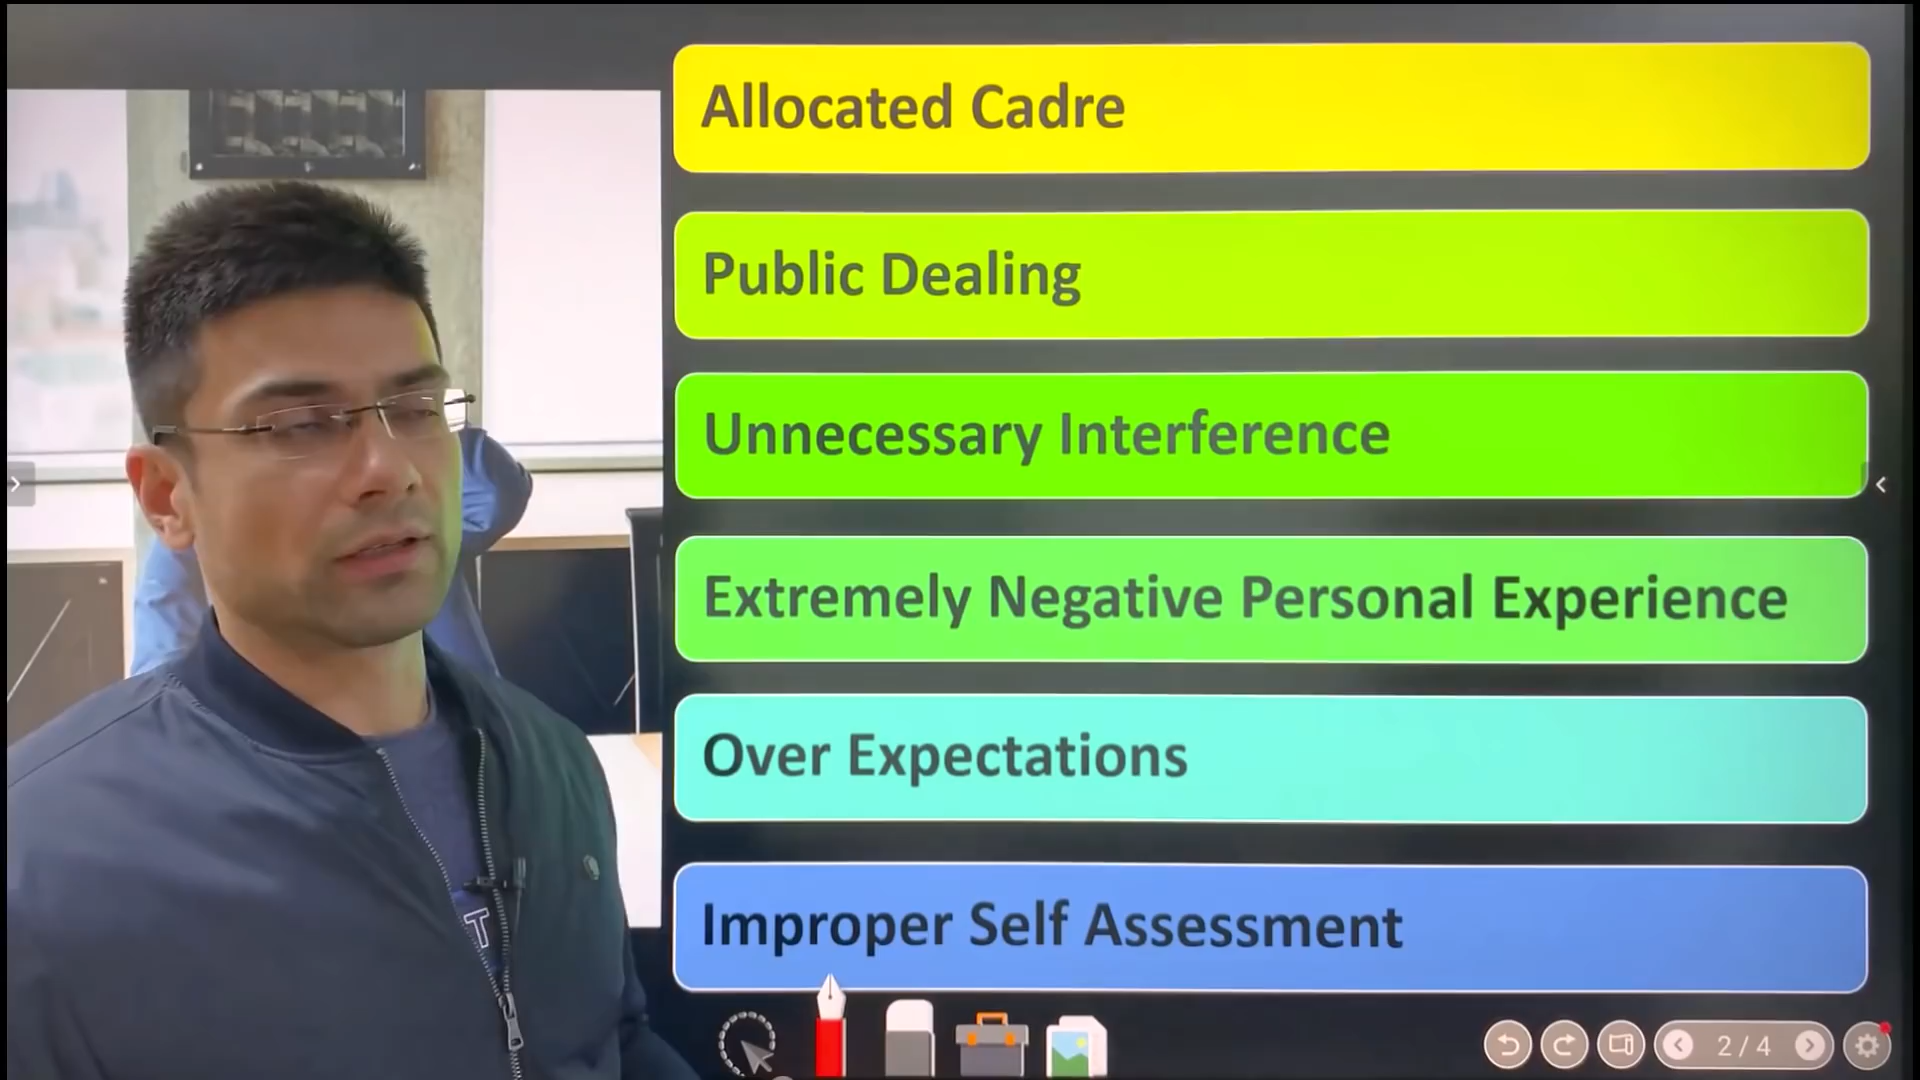 Allocated Cadre
Public Dealing
Unnecessary Interference
Extremely Negative Personal Experience
Over Expectations
Improper Self Assessment
T
2 / 4